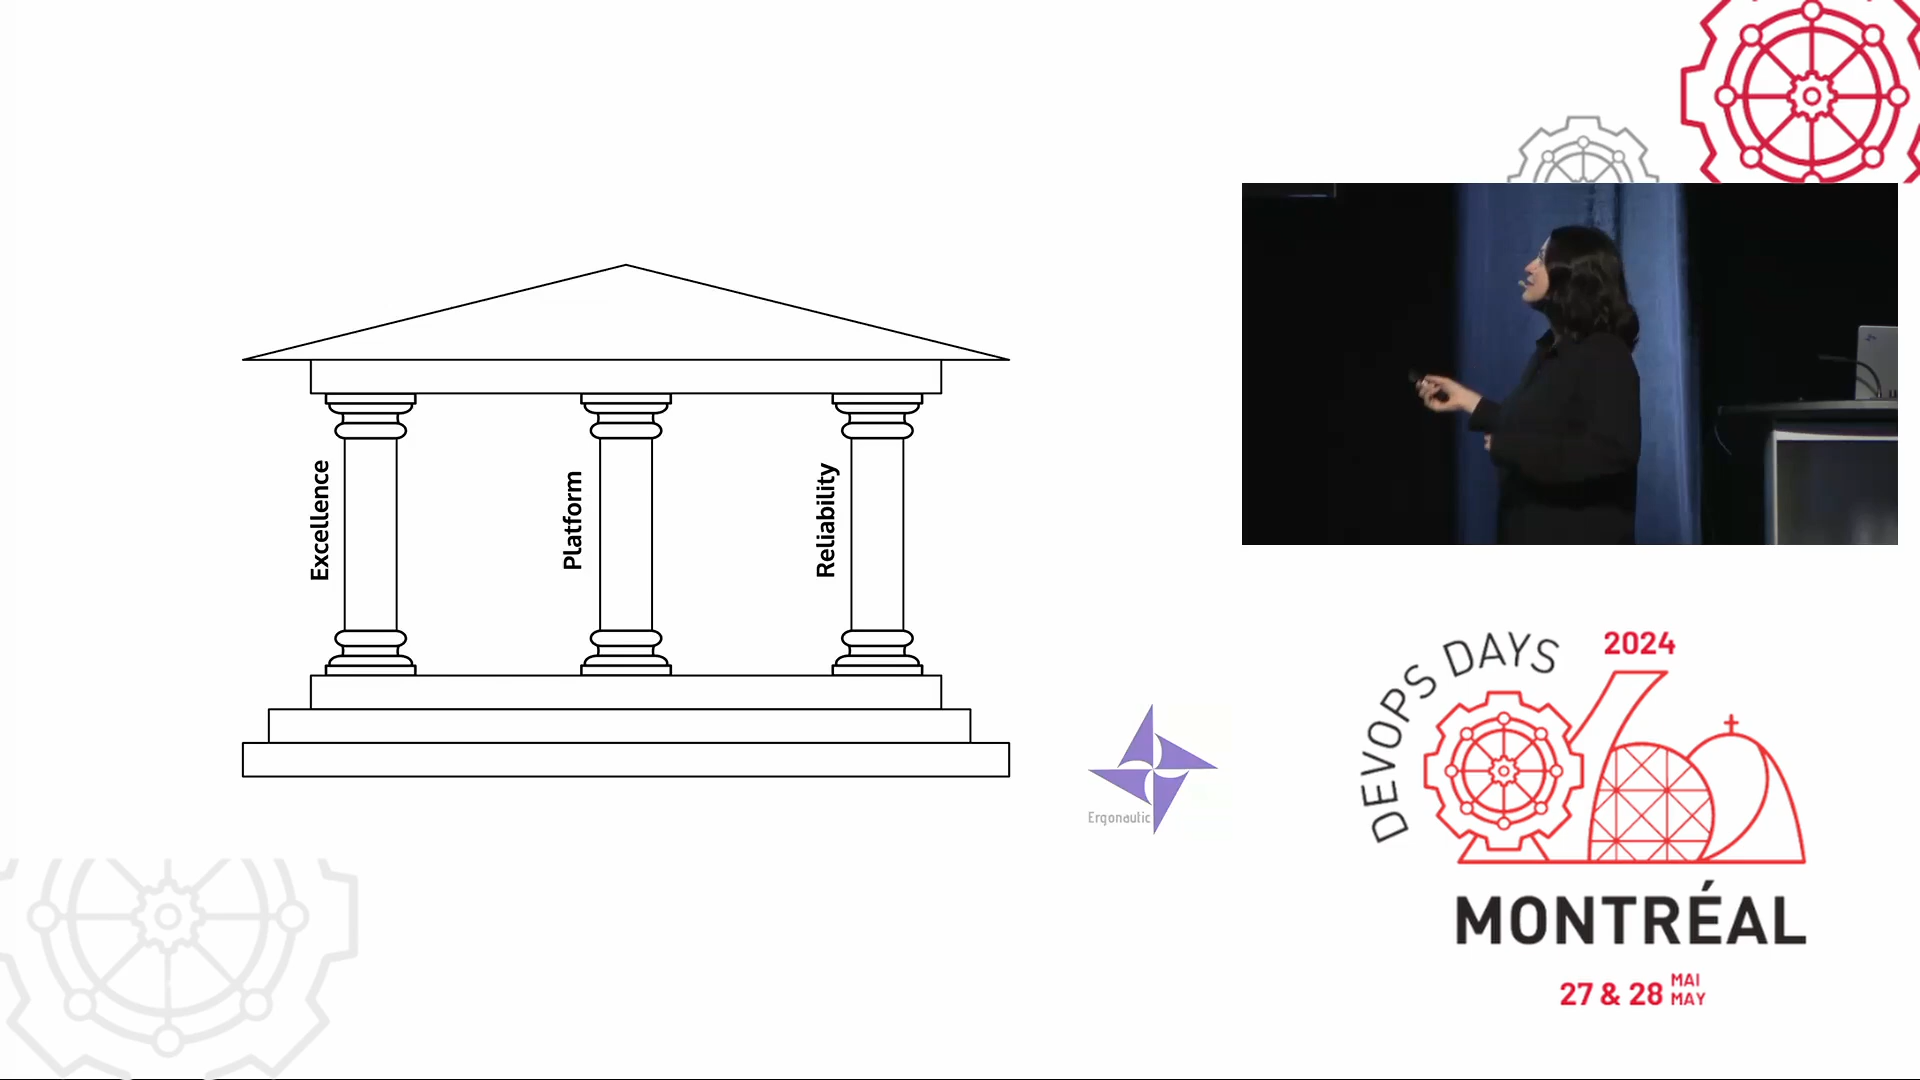 Excellence
Platform
Reliability
Ergonautic
DEVOPS DAYS
2024
MONTRÉAL
27 & 28 MAI
MAY